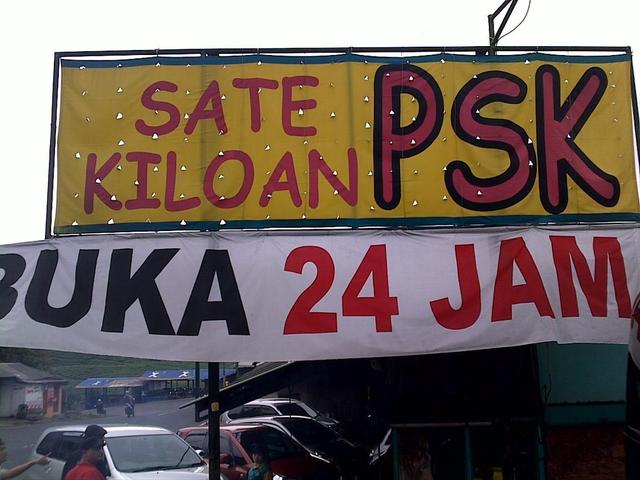 SATE
KILOAN PSK
BUKA 24 JAM